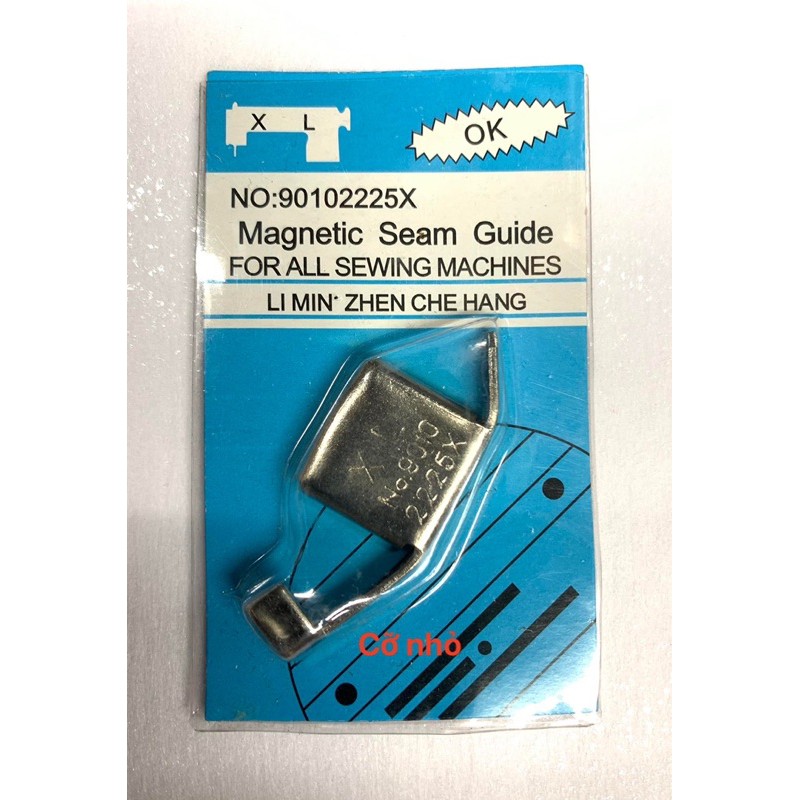 X L
OK
NO:90102225X
Magnetic Seam Guide
FOR ALL SEWING MACHINES
LI MIN* ZHEN CHE HANG
X L
No.9010
2225X
Cỡ nhỏ